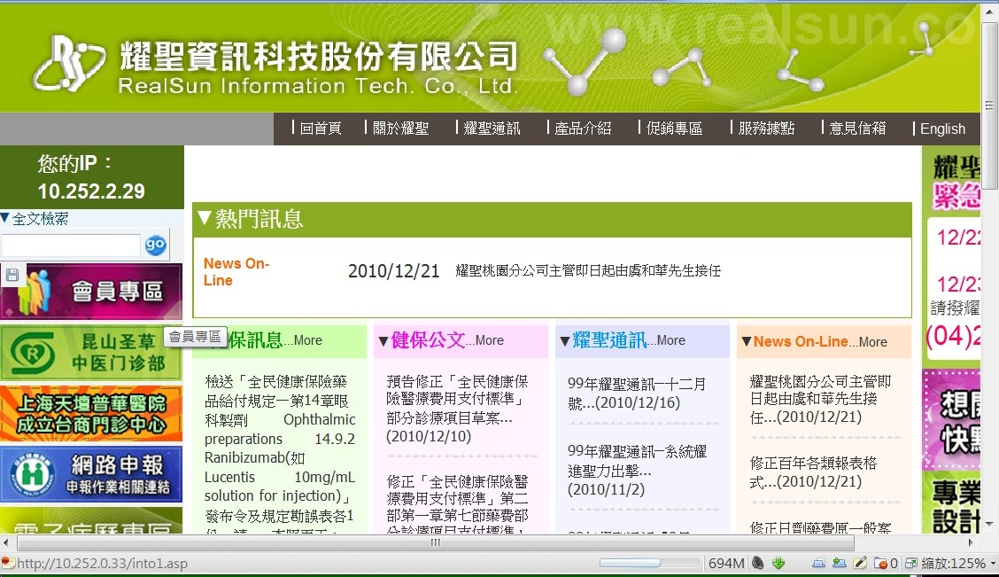 www.realsun.co
耀聖資訊科技股份有限公司
RealSun Information Tech. Co., Ltd.
回首頁
關於耀聖
耀聖通訊
產品介紹
促銷專區
服務據點
意見信箱
English
您的IP：
10.252.2.29
▼全文檢索
go
會員專區
會員專區
昆山圣草
中医门诊部
上海天壇普華醫院
成立台商門診中心
網路申報
申報作業相關連結
電子病歷專區
▼熱門訊息
News On-
Line
2010/12/21 耀聖桃園分公司主管即日起由虞和華先生接任
保訊息...More
檢送「全民健康保險藥
品給付規定－第14章眼
科製劑 Ophthalmic
preparations 14.9.2
Ranibizumab(如
Lucentis 10mg/mL
solution for injection)」
發布令及規定勘誤表各1
▼健保公文...More
預告修正「全民健康保
險醫療費用支付標準」
部分診療項目草案...
(2010/12/10)
修正「全民健康保險醫
療費用支付標準」第二
部第一章第七節藥費部
分診療項目支付標準，
▼耀聖通訊...More
99年耀聖通訊─十二月
號...(2010/12/16)
99年耀聖通訊─系統耀
進聖力出擊...
(2010/11/2)
▼News On-Line...More
耀聖桃園分公司主管即
日起由虞和華先生接
任...(2010/12/21)
修正百年各類報表格
式...(2010/12/21)
修正日劑藥費原一般案
耀聖
緊急
12/22
12/23
請撥耀
(04)2
想開
快點
專業
設計
http://10.252.0.33/into1.asp
694M
0
縮放:125%